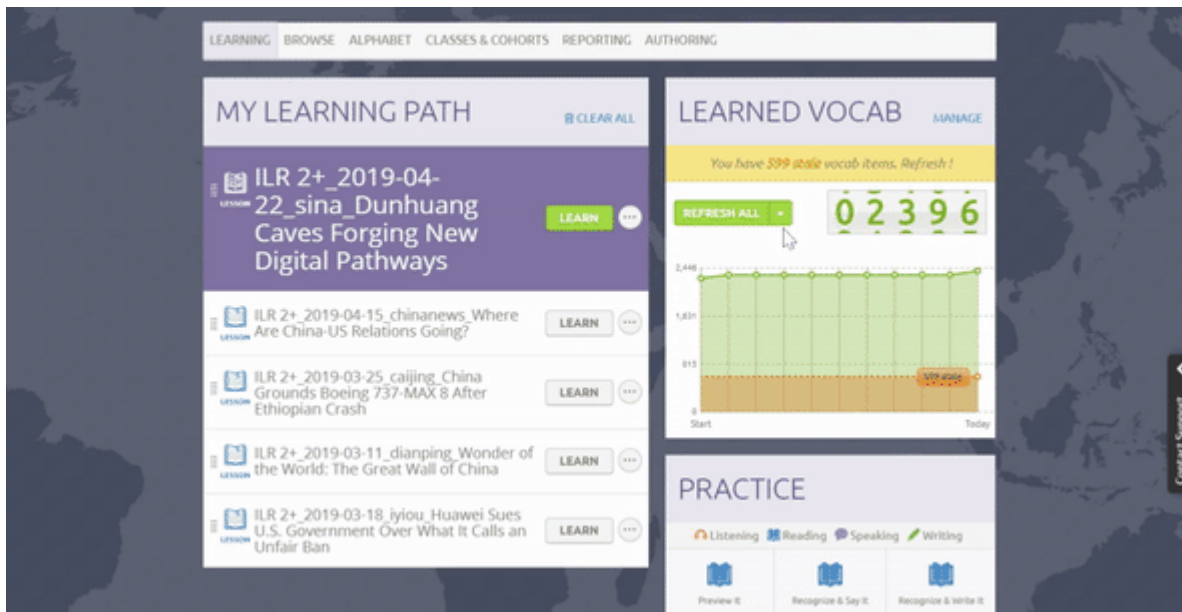 LEARNING BROWSE ALPHABET CLASSES & COHORTS REPORTING AUTHORING
MY LEARNING PATH
CLEAR ALL
LESSON
ILR 2+_2019-04-
22_sina_Dunhuang
Caves Forging New
Digital Pathways
LEARN
LESSON
ILR 2+_2019-04-15_chinanews_Where
Are China-US Relations Going?
LEARN
LESSON
ILR 2+_2019-03-25_caijing_China
Grounds Boeing 737-MAX 8 After
Ethiopian Crash
LEARN
LESSON
ILR 2+_2019-03-11_dianping_Wonder of
the World: The Great Wall of China
LEARN
LESSON
ILR 2+_2019-03-18_iyiou_Huawei Sues
U.S. Government Over What It Calls an
Unfair Ban
LEARN
LEARNED VOCAB
MANAGE
You have 599 stale vocab items. Refresh !
REFRESH ALL
02396
2,446
1,631
815
0
599 stale
Start
Today
PRACTICE
Listening Reading Speaking Writing
Preview It
Recognize & Say It
Recognize & Write It
Contact Support